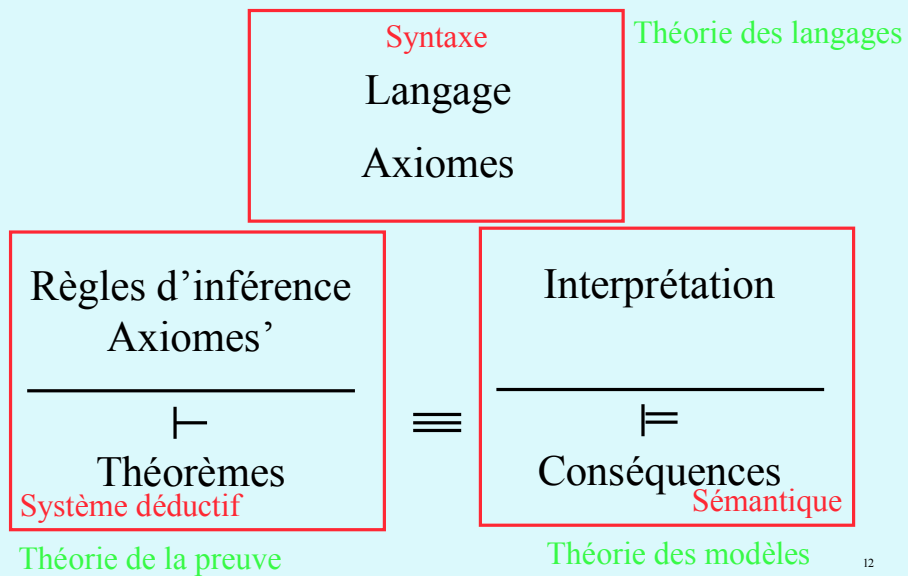 Syntaxe
Théorie des langages
Langage
Axiomes
Règles d’inférence
Axiomes’
⊢
Théorèmes
Système déductif
Théorie de la preuve
≡
Interprétation
⊨
Conséquences
Sémantique
Théorie des modèles
12